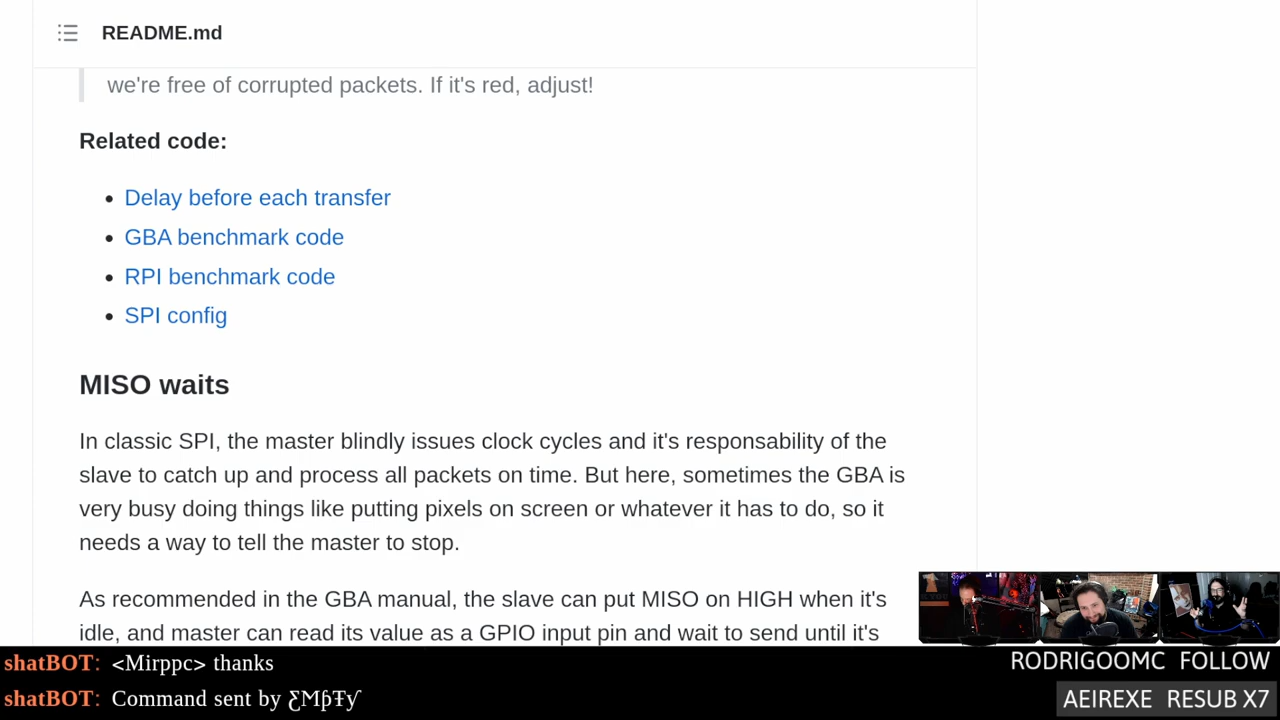 README.md
we're free of corrupted packets. If it's red, adjust!
Related code:
Delay before each transfer
GBA benchmark code
RPI benchmark code
SPI config
MISO waits
In classic SPI, the master blindly issues clock cycles and it's responsability of the
slave to catch up and process all packets on time. But here, sometimes the GBA is
very busy doing things like putting pixels on screen or whatever it has to do, so it
needs a way to tell the master to stop.
As recommended in the GBA manual, the slave can put MISO on HIGH when it's
idle, and master can read its value as a GPIO input pin and wait to send until it's
shatBOT: <Mirppc> thanks
RODRIGOOMC FOLLOW
shatBOT: Command sent by
AEIREXE RESUB X7